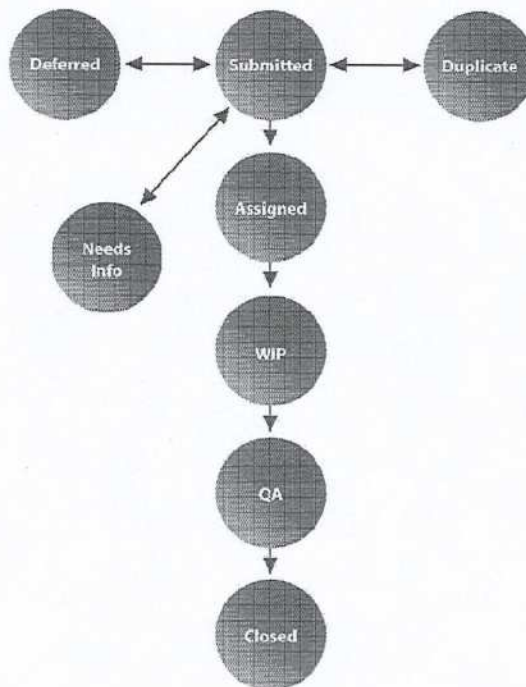 Deferred
Submitted
Duplicate
Assigned
Needs
Info
WIP
QA
Closed